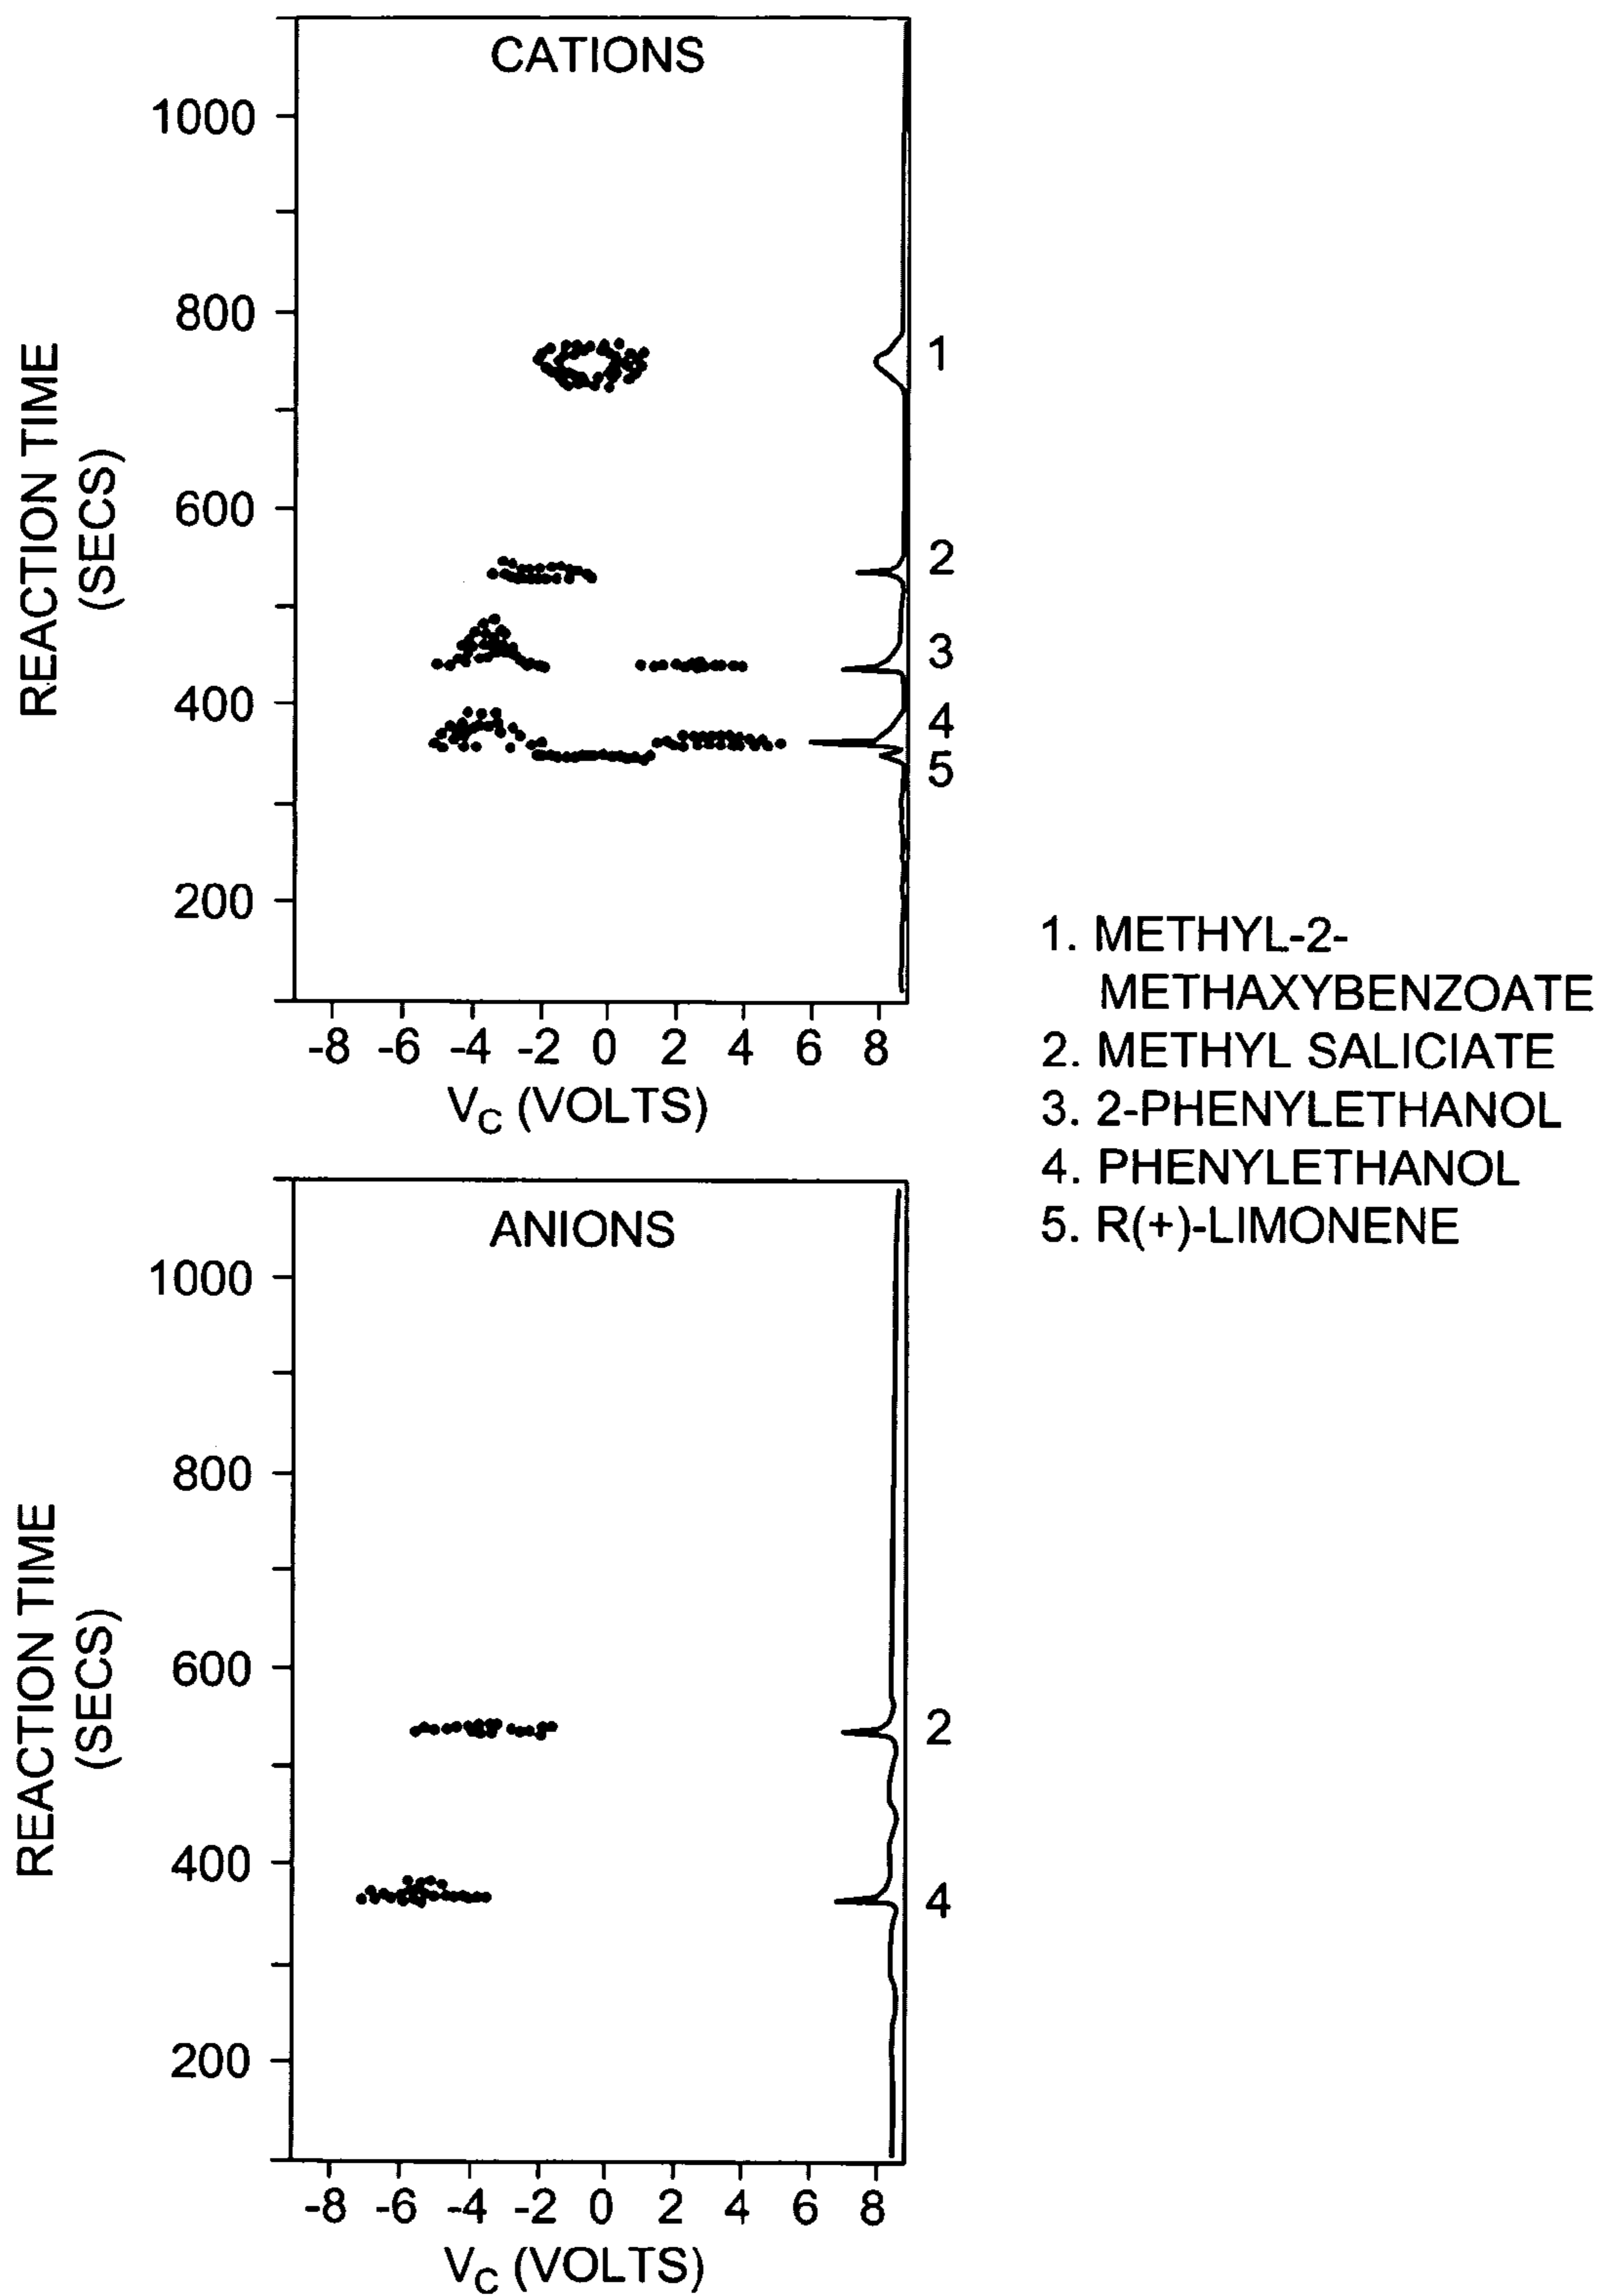 CATIONS
1000
800
600
400
200
REACTION TIME
(SECS)
1
2
3
4
5
-8 -6 -4 -2 0 2 4 6 8
VC (VOLTS)
1. METHYL-2-
METHAXYBENZOATE
2. METHYL SALICIATE
3. 2-PHENYLETHANOL
4. PHENYLETHANOL
5. R(+)-LIMONENE
ANIONS
1000
800
600
400
200
REACTION TIME
(SECS)
2
4
-8 -6 -4 -2 0 2 4 6 8
VC (VOLTS)